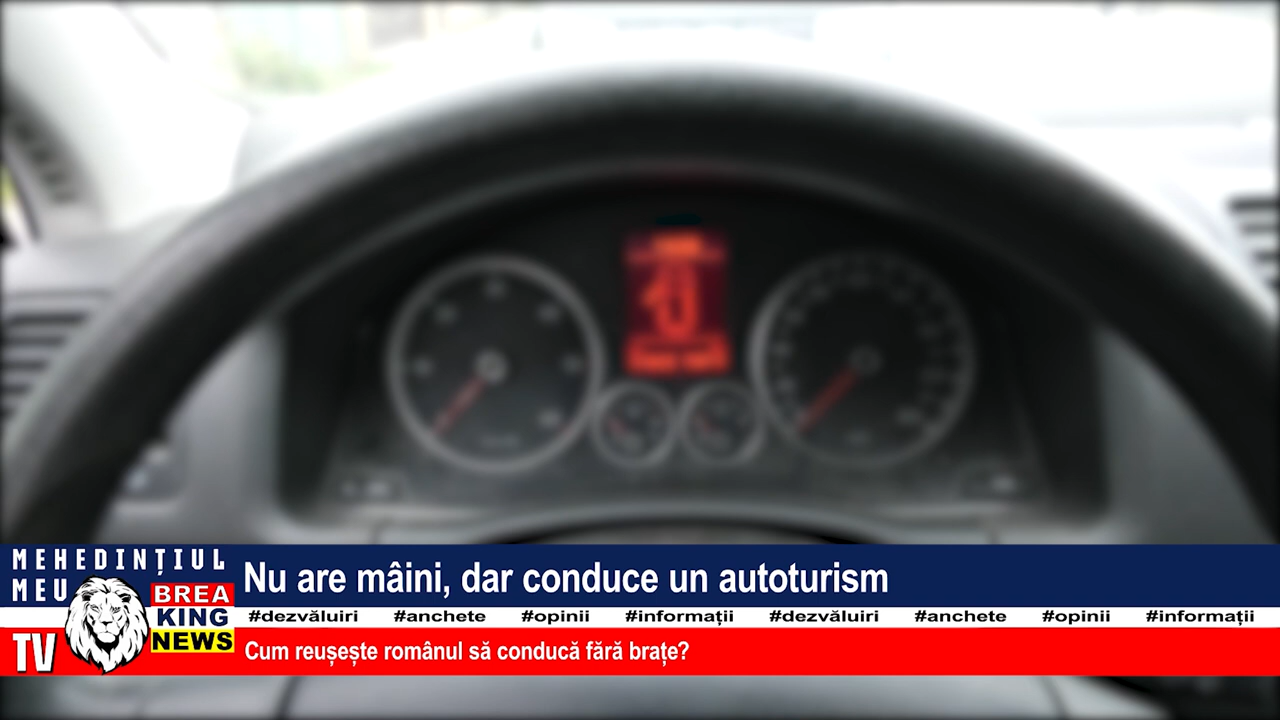 MEHEDINȚIUL
MEU
TV
BREA
KING
NEWS
Nu are mâini, dar conduce un autoturism
#dezvăluiri #anchete #opinii #informații #dezvăluiri #anchete #opinii #informații
Cum reușește românul să conducă fără brațe?